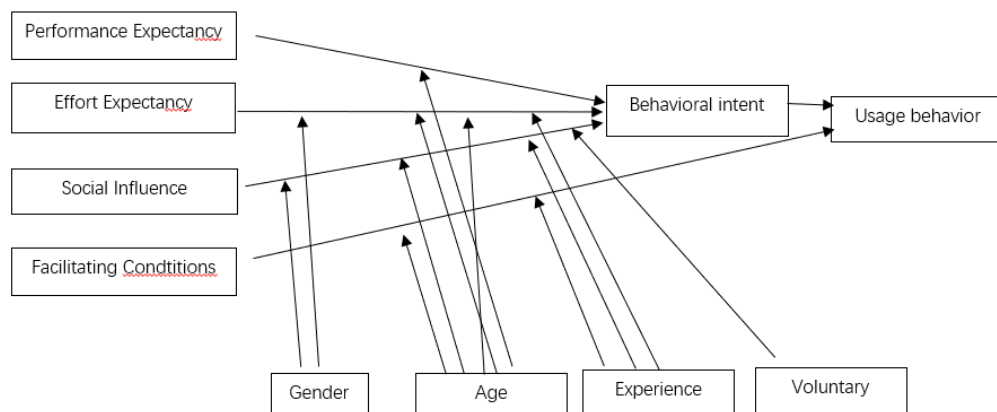 Performance Expectancy
Effort Expectancy
Behavioral intent
Usage behavior
Social Influence
Facilitating Condtitions
Gender
Age
Experience
Voluntary